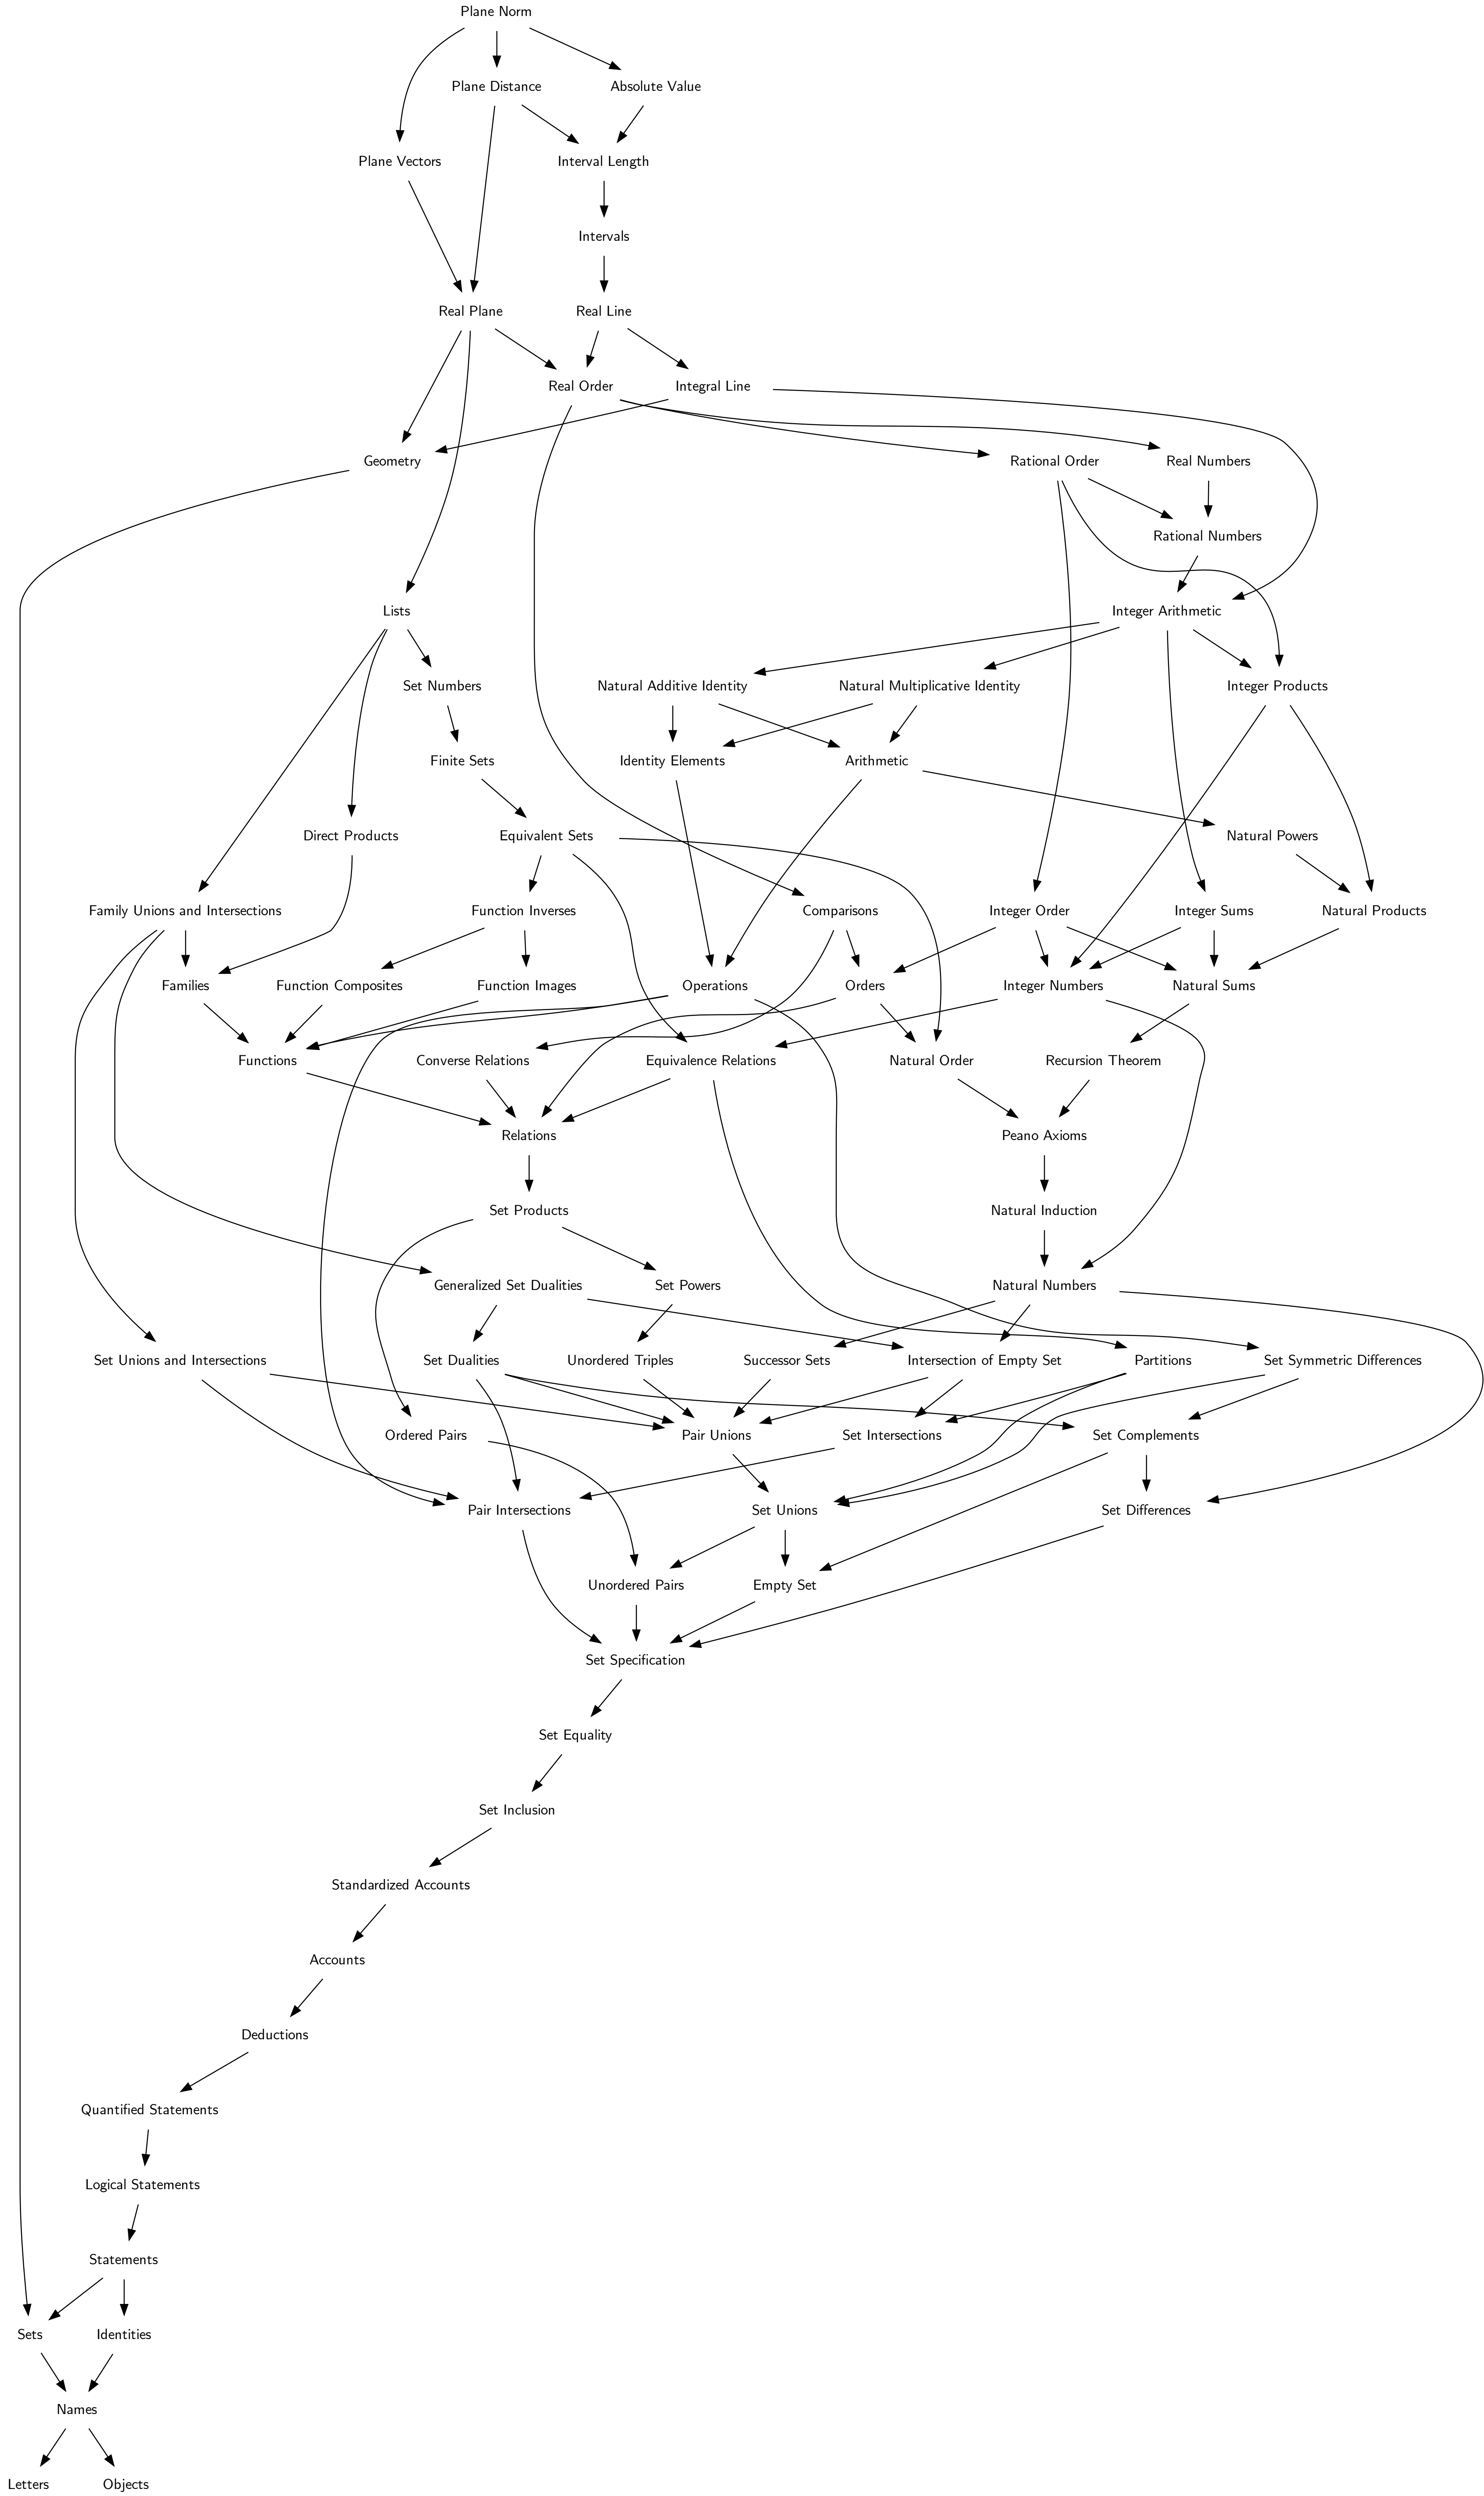 Plane Norm
Plane Distance
Absolute Value
Plane Vectors
Interval Length
Intervals
Real Plane
Real Line
Real Order
Integral Line
Geometry
Rational Order
Real Numbers
Rational Numbers
Lists
Integer Arithmetic
Set Numbers
Natural Additive Identity
Natural Multiplicative Identity
Integer Products
Finite Sets
Identity Elements
Arithmetic
Direct Products
Equivalent Sets
Natural Powers
Family Unions and Intersections
Function Inverses
Comparisons
Integer Order
Integer Sums
Natural Products
Families
Function Composites
Function Images
Operations
Orders
Integer Numbers
Natural Sums
Functions
Converse Relations
Equivalence Relations
Natural Order
Recursion Theorem
Relations
Peano Axioms
Set Products
Natural Induction
Generalized Set Dualities
Set Powers
Natural Numbers
Set Unions and Intersections
Set Dualities
Unordered Triples
Successor Sets
Intersection of Empty Set
Partitions
Set Symmetric Differences
Ordered Pairs
Pair Unions
Set Intersections
Set Complements
Pair Intersections
Set Unions
Set Differences
Unordered Pairs
Empty Set
Set Specification
Set Equality
Set Inclusion
Standardized Accounts
Accounts
Deductions
Quantified Statements
Logical Statements
Statements
Sets
Identities
Names
Letters
Objects